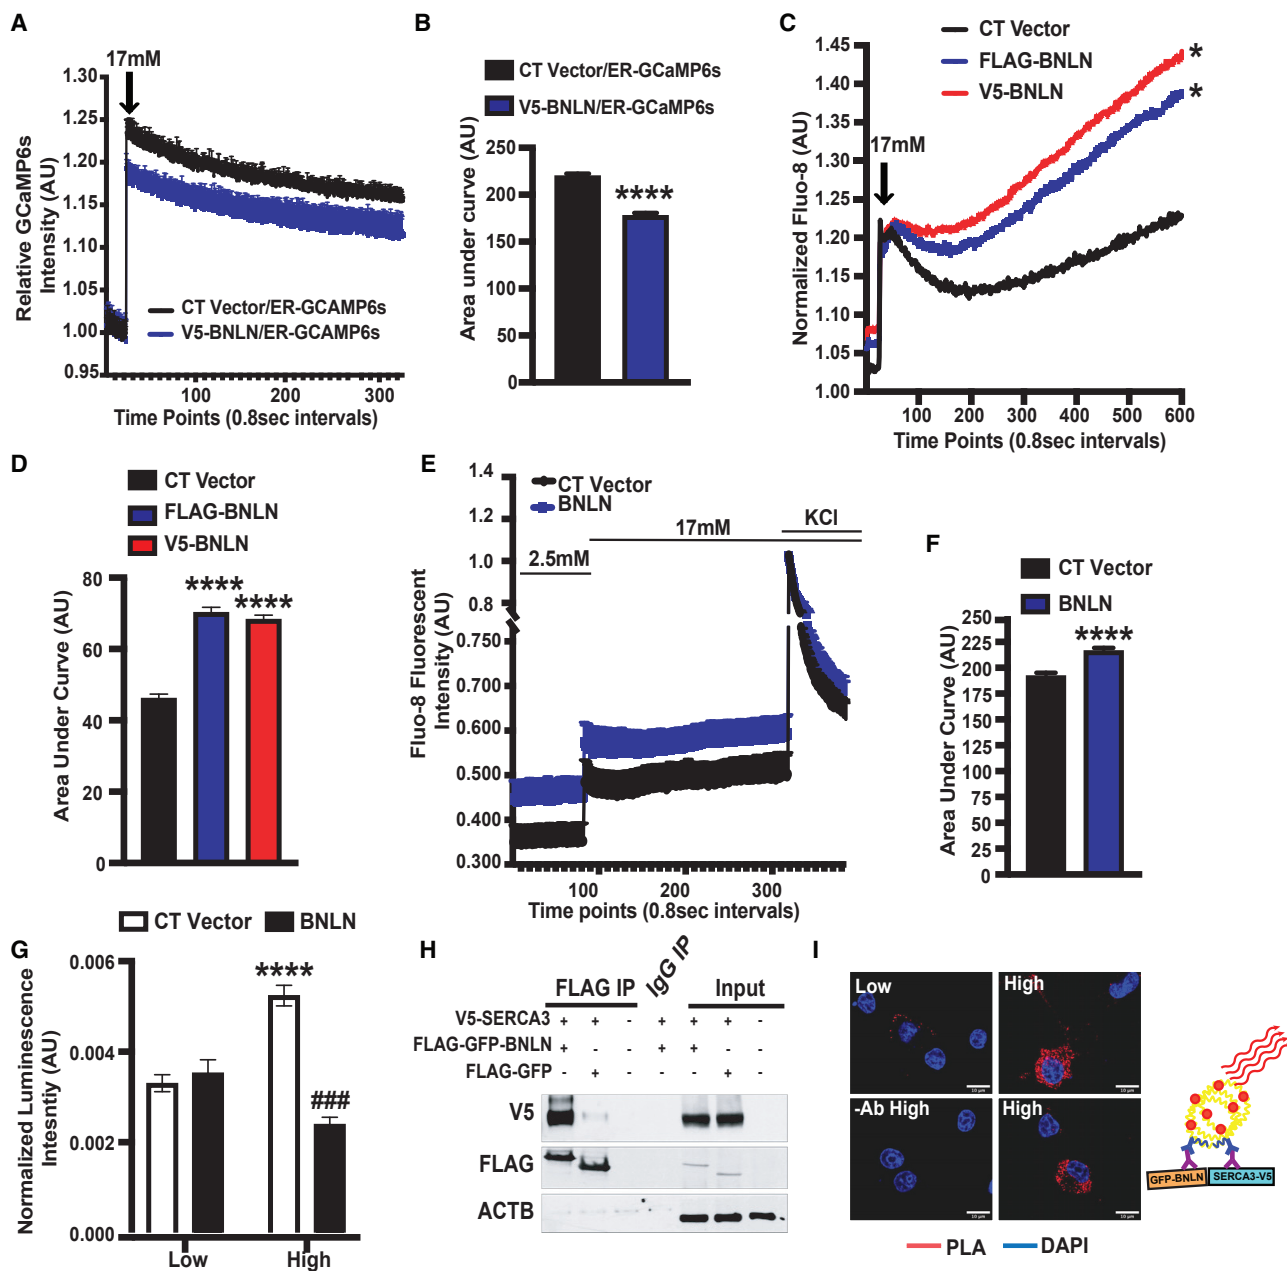 A
17mM
1.30
1.25
1.20
1.15
1.10
1.05
1.00
0.95
Relative GCaMP6s
Intensity (AU)
CT Vector/ER-GCAMP6s
V5-BNLN/ER-GCAMP6s
100 200 300
Time Points (0.8sec intervals)
B
CT Vector/ER-GCaMP6s
V5-BNLN/ER-GCaMP6s
Area under curve (AU)
250
200
150
100
50
0
****
C
CT Vector
FLAG-BNLN
V5-BNLN
17mM
Normalized Fluo-8 (AU)
1.45
1.40
1.35
1.30
1.25
1.20
1.15
1.10
1.05
1.00
*
*
100 200 300 400 500 600
Time Points (0.8sec intervals)
D
CT Vector
FLAG-BNLN
V5-BNLN
Area Under Curve (AU)
80
60
40
20
0
****
****
E
CT Vector
BNLN
Fluo-8 Fluorescent
Intensity (AU)
1.4
1.2
1.0
0.8
0.750
0.700
0.600
0.500
0.400
0.300
2.5mM
17mM
KCl
100 200 300
Time points (0.8sec intervals)
F
CT Vector
BNLN
Area Under Curve (AU)
250
225
200
175
150
125
100
75
50
25
0
****
G
CT Vector BNLN
Normalized Luminescence
Intestntiy (AU)
0.006
0.004
0.002
0.000
****
###
Low High
H
FLAG IP IgG IP Input
V5-SERCA3 + + - + + + -
FLAG-GFP-BNLN + - - + + - -
FLAG-GFP - + - - - + -
V5
FLAG
ACTB
I
Low
High
-Ab High
High
10 µm
10 µm
10 µm
10 µm
PLA DAPI
GFP-BNLN SERCA3-V5